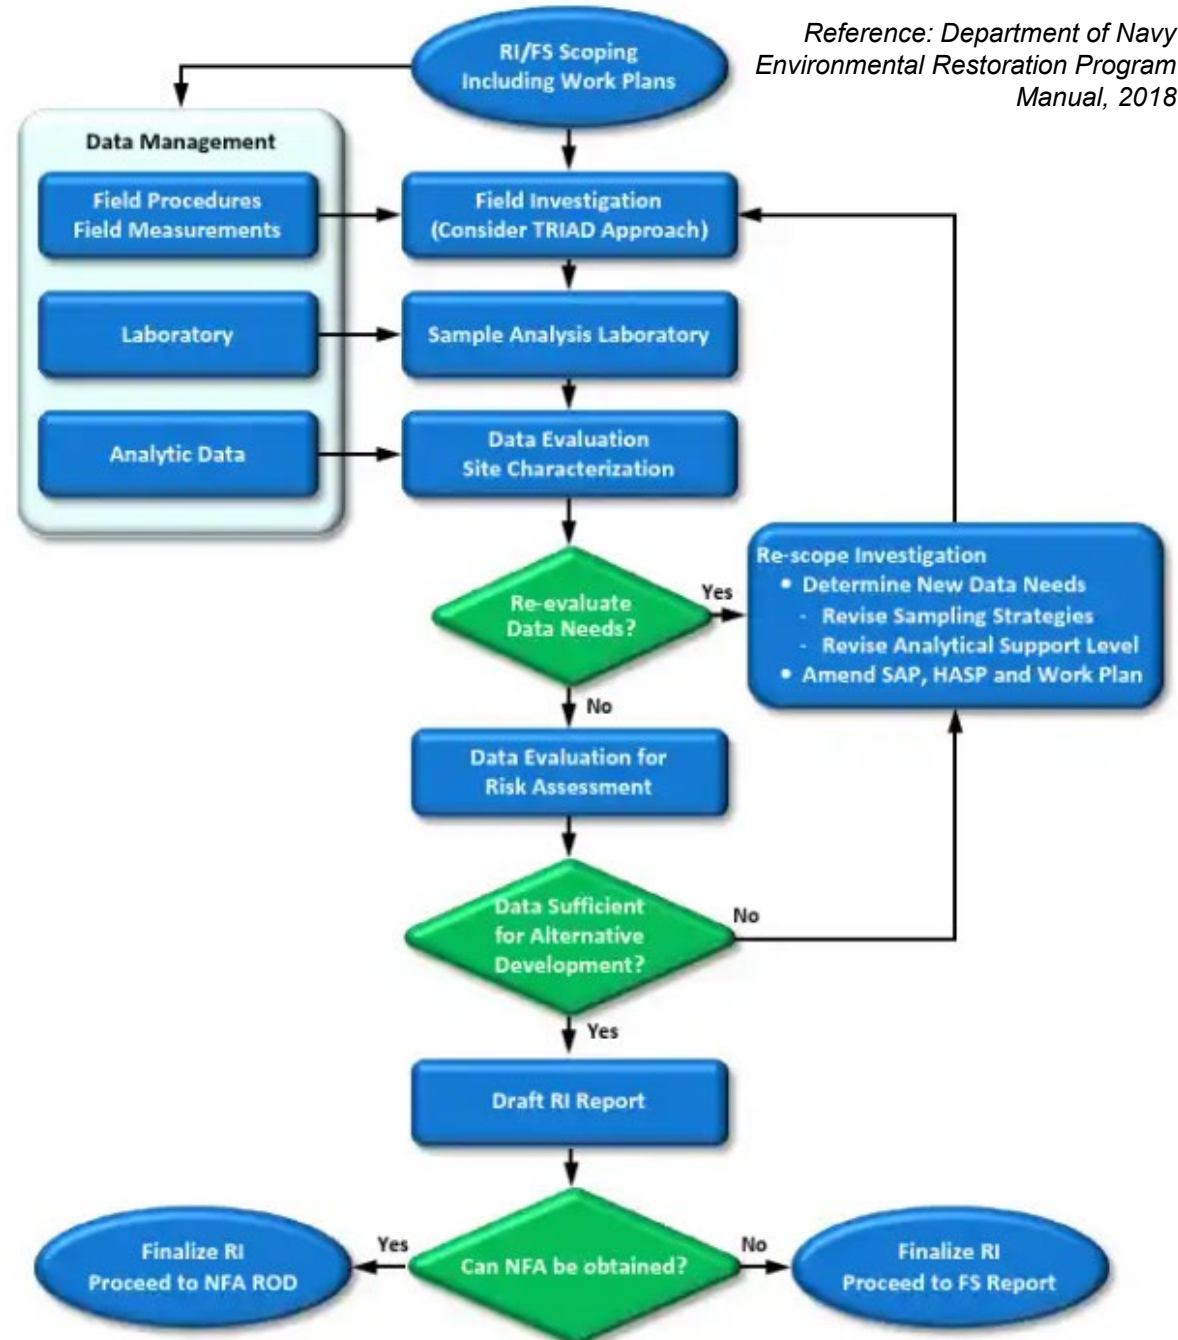 RI/FS Scoping
Including Work Plans
Reference: Department of Navy
Environmental Restoration Program
Manual, 2018
Data Management
Field Procedures
Field Measurements
Field Investigation
(Consider TRIAD Approach)
Laboratory
Sample Analysis Laboratory
Analytic Data
Data Evaluation
Site Characterization
Re-evaluate
Data Needs?
Yes
Re-scope Investigation
• Determine New Data Needs
- Revise Sampling Strategies
- Revise Analytical Support Level
• Amend SAP, HASP and Work Plan
No
Data Evaluation for
Risk Assessment
Data Sufficient
for Alternative
Development?
No
Yes
Draft RI Report
Can NFA be obtained?
Yes
Finalize RI
Proceed to NFA ROD
No
Finalize RI
Proceed to FS Report